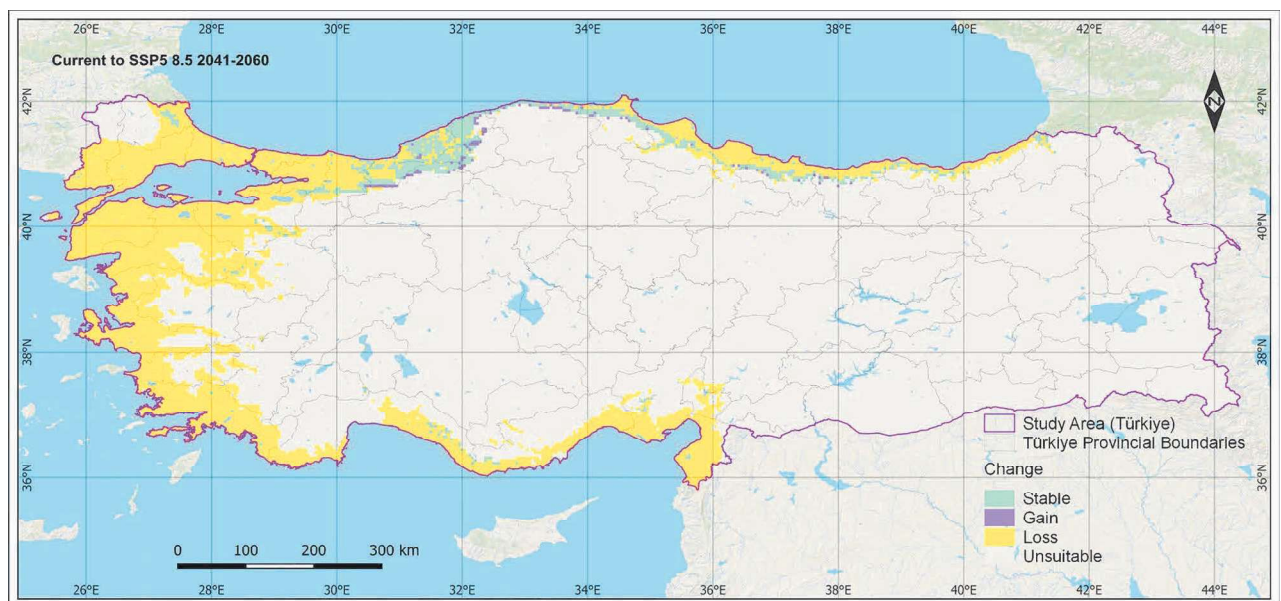 26°E 28°E 30°E 32°E 34°E 36°E 38°E 40°E 42°E 44°E
Current to SSP5 8.5 2041-2060
42°N 42°N
N
40°N 40°N
38°N 38°N
36°N 36°N
Study Area (Türkiye)
Türkiye Provincial Boundaries
Change
Stable
Gain
Loss
Unsuitable
0 100 200 300 km
26°E 28°E 30°E 32°E 34°E 36°E 38°E 40°E 42°E 44°E